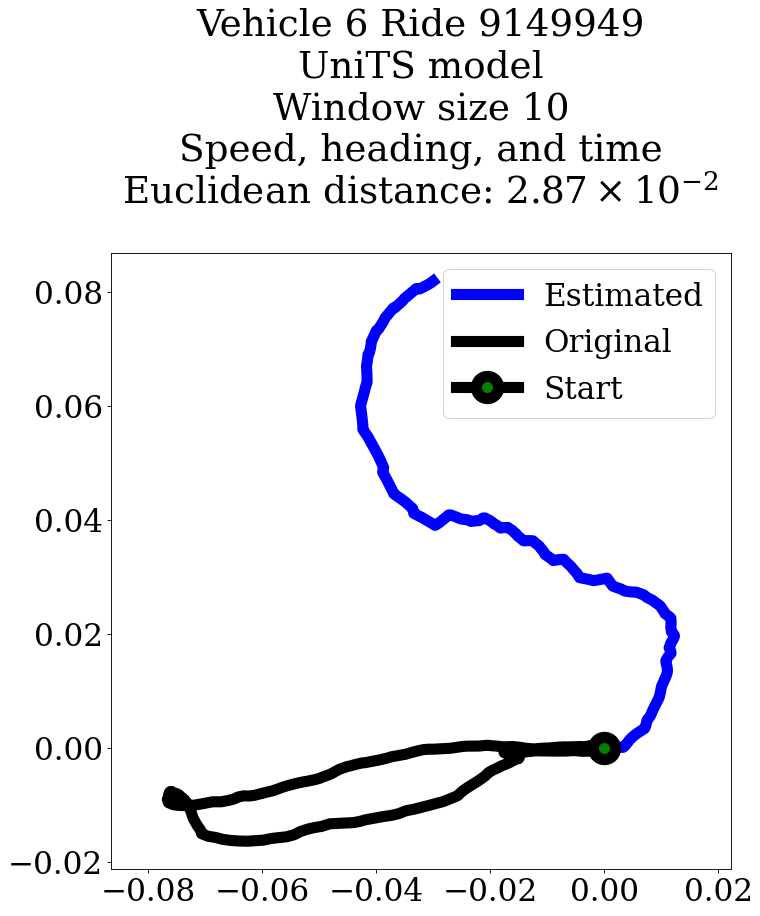 Vehicle 6 Ride 9149949
UniTS model
Window size 10
Speed, heading, and time
Euclidean distance: 2.87 × 10⁻²
Estimated
Original
Start
0.08
0.06
0.04
0.02
0.00
−0.02
−0.08 −0.06 −0.04 −0.02 0.00 0.02